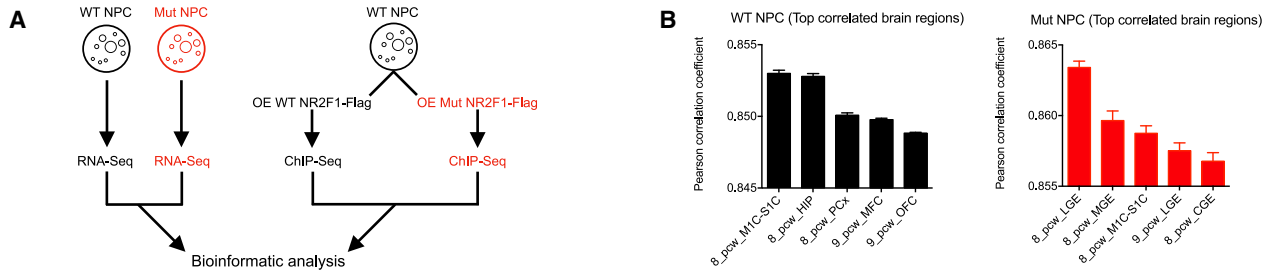 A
WT NPC
Mut NPC
WT NPC
OE WT NR2F1-Flag
OE Mut NR2F1-Flag
RNA-Seq
RNA-Seq
ChIP-Seq
ChIP-Seq
Bioinformatic analysis
B
WT NPC (Top correlated brain regions)
Pearson correlation coefficient
0.855
0.850
0.845
8_pcw_M1C-S1C
8_pcw_HIP
8_pcw_PCx
9_pcw_MFC
9_pcw_OFC
Mut NPC (Top correlated brain regions)
Pearson correlation coefficient
0.865
0.860
0.855
8_pcw_LGE
8_pcw_MGE
8_pcw_M1C-S1C
9_pcw_LGE
8_pcw_CGE